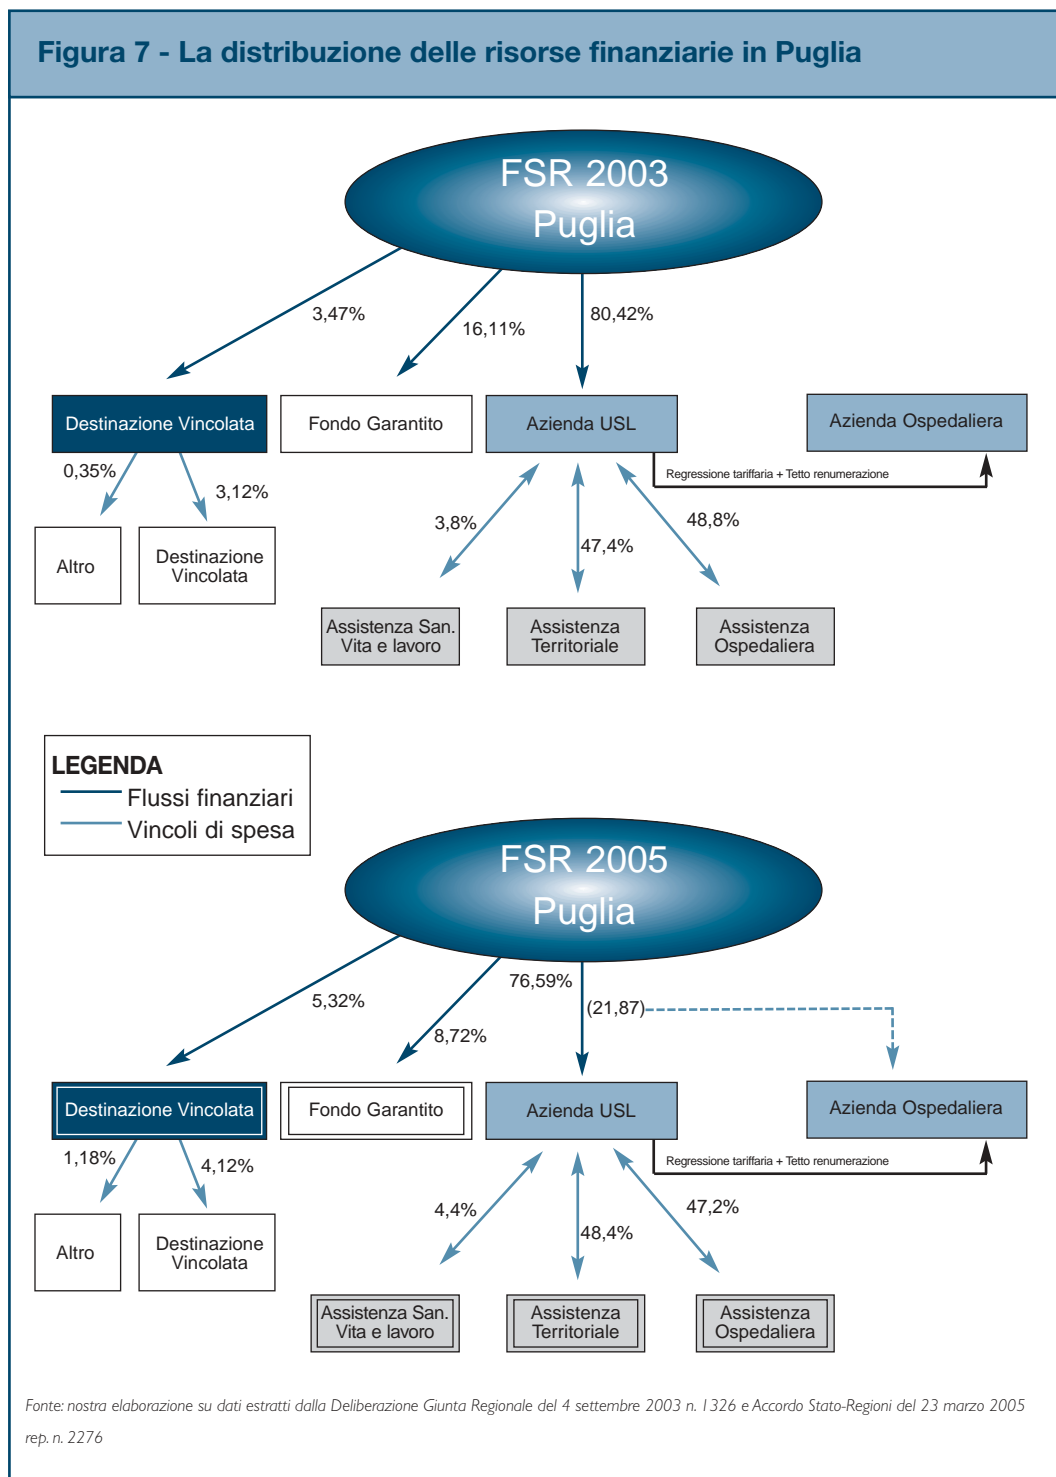 Figura 7 - La distribuzione delle risorse finanziarie in Puglia
FSR 2003
Puglia
3,47%
16,11%
80,42%
Destinazione Vincolata
Fondo Garantito
Azienda USL
Azienda Ospedaliera
Regressione tariffaria + Tetto renumerazione
0,35%
3,12%
3,8%
47,4%
48,8%
Altro
Destinazione
Vincolata
Assistenza San.
Vita e lavoro
Assistenza
Territoriale
Assistenza
Ospedaliera
LEGENDA
Flussi finanziari
Vincoli di spesa
FSR 2005
Puglia
5,32%
8,72%
76,59%
(21,87)
Destinazione Vincolata
Fondo Garantito
Azienda USL
Azienda Ospedaliera
Regressione tariffaria + Tetto renumerazione
1,18%
4,12%
4,4%
48,4%
47,2%
Altro
Destinazione
Vincolata
Assistenza San.
Vita e lavoro
Assistenza
Territoriale
Assistenza
Ospedaliera
Fonte: nostra elaborazione su dati estratti dalla Deliberazione Giunta Regionale del 4 settembre 2003 n. 1326 e Accordo Stato-Regioni del 23 marzo 2005
rep. n. 2276